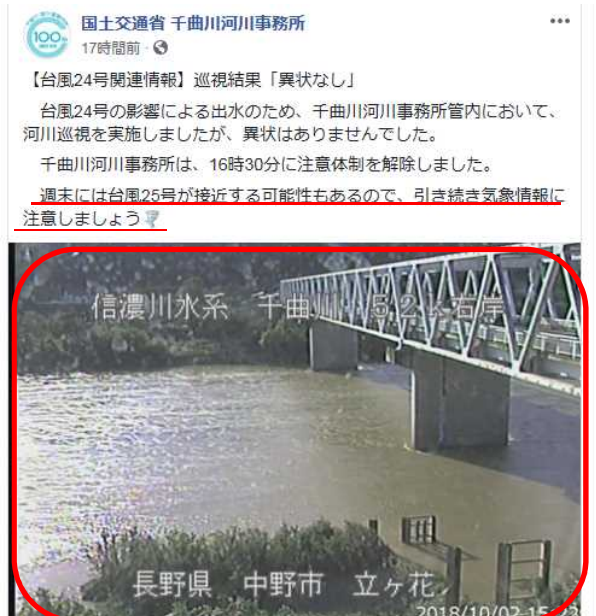 国土交通省 千曲川河川事務所
17時間前
【台風24号関連情報】巡視結果「異状なし」
台風24号の影響による出水のため、千曲川河川事務所管内において、
河川巡視を実施しましたが、異状はありませんでした。
千曲川河川事務所は、16時30分に注意体制を解除しました。
週末には台風25号が接近する可能性もあるので、引き続き気象情報に
注意しましょう
信濃川水系 千曲川 52k右岸
長野県 中野市 立ヶ花
2018/10/02